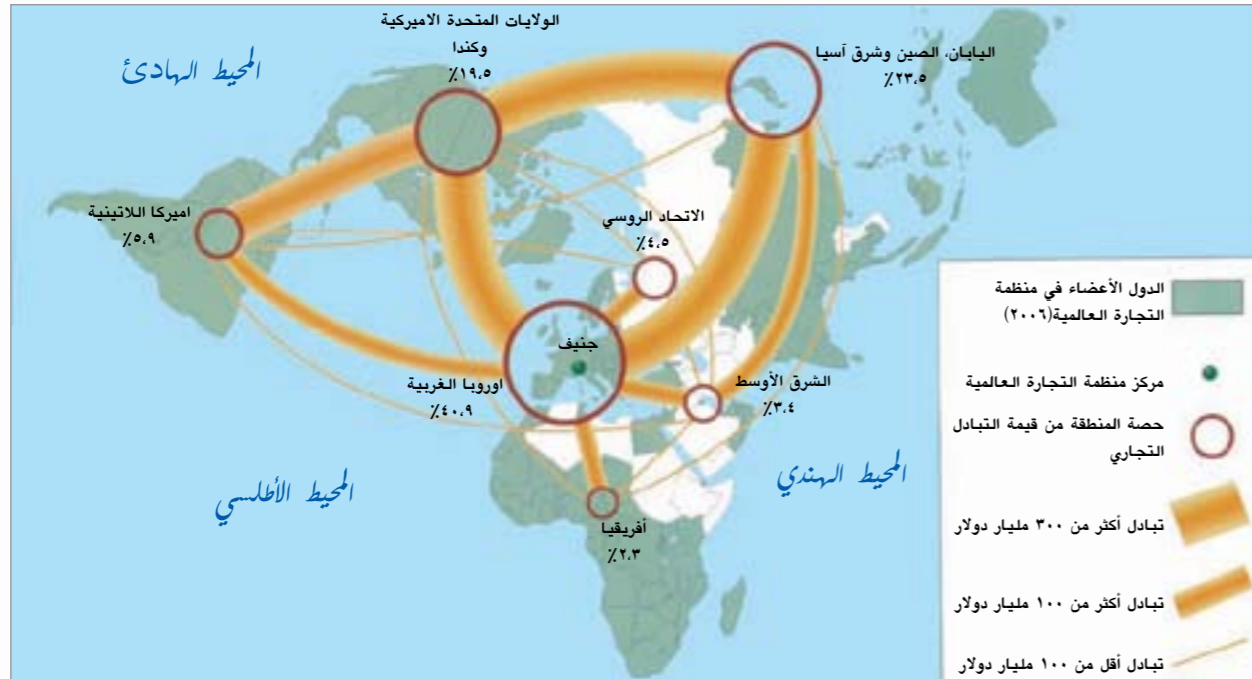 الولايات المتحدة الاميركية
وكندا
٪١٩،٥
المحيط الهادئ
اليابان، الصين وشرق آسيا
٪٢٣،٥
اميركا اللاتينية
٪٥،٩
الاتحاد الروسي
٪٤،٥
جنيف
اوروبا الغربية
٪٤٠،٩
الشرق الأوسط
٪٣،٤
المحيط الهندي
المحيط الأطلسي
أفريقيا
٪٢،٣
الدول الأعضاء في منظمة
التجارة العالمية(٢٠٠٦)
مركز منظمة التجارة العالمية
حصة المنطقة من قيمة التبادل
التجاري
تبادل أكثر من ٣٠٠ مليار دولار
تبادل أكثر من ١٠٠ مليار دولار
تبادل أقل من ١٠٠ مليار دولار